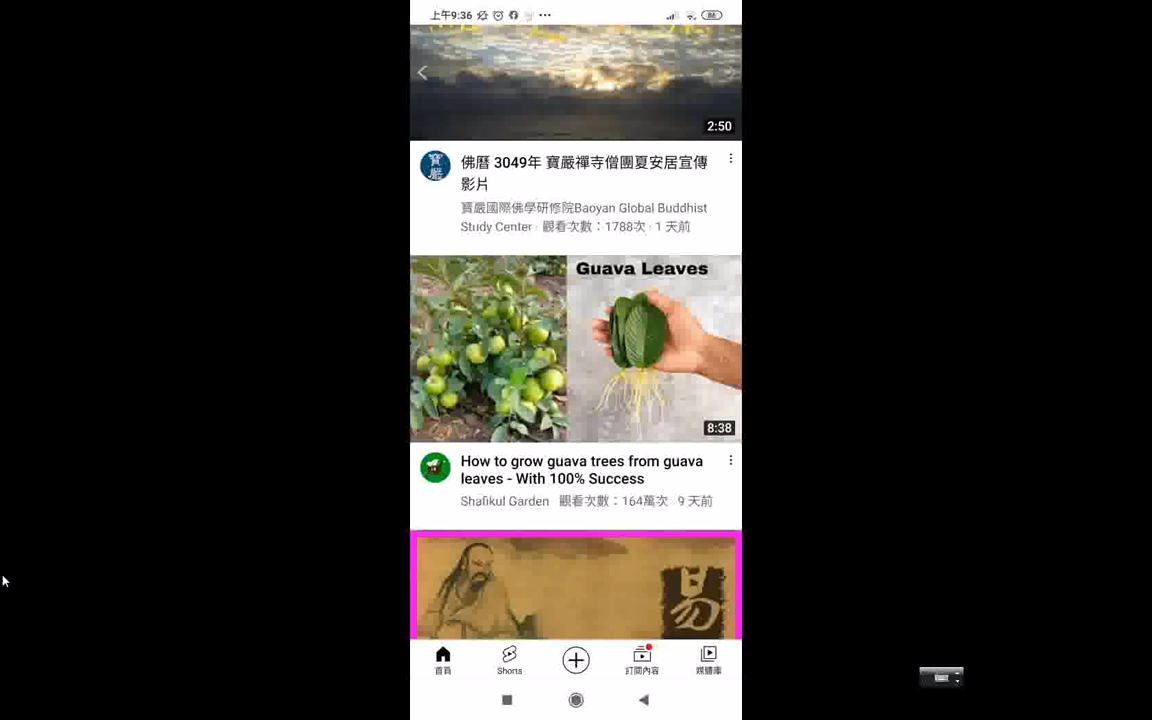 上午9:36
86
2:50
寶嚴
佛曆 3049年 寶嚴禪寺僧團夏安居宣傳
影片
寶嚴國際佛學研修院Baoyan Global Buddhist
Study Center · 觀看次數：1788次 · 1 天前
Guava Leaves
8:38
How to grow guava trees from guava
leaves - With 100% Success
Shafikul Garden · 觀看次數：164萬次 · 9 天前
易
首頁
Shorts
訂閱內容
媒體庫